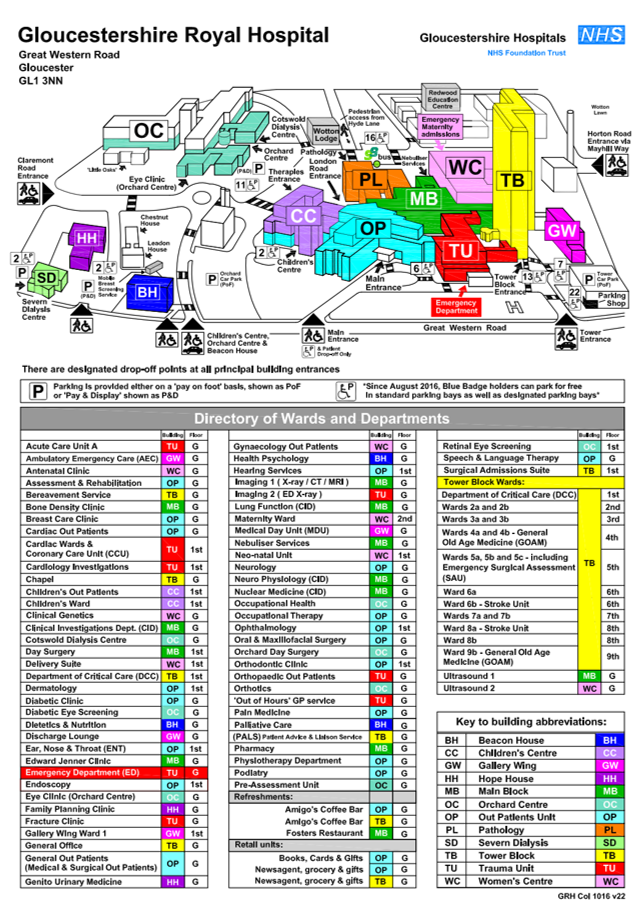 Gloucestershire Royal Hospital
Great Western Road
Gloucester
GL1 3NN
Gloucestershire Hospitals NHS
NHS Foundation Trust
OC
Cotswold
Dialysis
Centre
Orchard
Centre
'Little Oaks'
Eye Clinic
(Orchard Centre)
(P&D) P
11
Therapies
Entrance
Wotton
Lodge
Pathology
London
Road
Entrance
Pedestrian
access from
Hyde Lane
16
bus
Nebuliser
Services
Redwood
Education
Centre
Emergency
Maternity
admissions
Wotton
Lawn
Horton Road
Entrance via
Mayhill Way
Claremont
Road
Entrance
PL
WC
TB
MB
CC
OP
TU
GW
HH
Chestnut
House
Leadon
House
2
P
SD
Severn
Dialysis
Centre
2
P
(P&D)
Mobile
Breast
Screening
Service
BH
P Orchard
Car Park
(PoF)
2
Children's
Centre
Main
Entrance
6
Emergency
Department
Tower
Block
Entrance
13
7
22
P Tower
Car Park
(PoF)
Parking
Shop
H
Great Western Road
Children's Centre,
Orchard Centre &
Beacon House
Main
Entrance
& Patient
Drop-off Only
Tower
Entrance
There are designated drop-off points at all principal building entrances
P Parking is provided either on a 'pay on foot' basis, shown as PoF
or 'Pay & Display' shown as P&D
P *Since August 2016, Blue Badge holders can park for free
in standard parking bays as well as designated parking bays*
Directory of Wards and Departments
Building Floor
Acute Care Unit A TU G
Ambulatory Emergency Care (AEC) GW G
Antenatal Clinic WC G
Assessment & Rehabilitation OP G
Bereavement Service TB G
Bone Density Clinic MB G
Breast Care Clinic OP G
Cardiac Out Patients OP G
Cardiac Wards &
Coronary Care Unit (CCU) TU 1st
Cardiology Investigations TU 1st
Chapel TB G
Children's Out Patients CC 1st
Children's Ward CC 1st
Clinical Genetics WC G
Clinical Investigations Dept. (CID) MB G
Cotswold Dialysis Centre OC G
Day Surgery MB 1st
Delivery Suite WC 1st
Department of Critical Care (DCC) TB 1st
Dermatology OP 1st
Diabetic Clinic OP G
Diabetic Eye Screening OC G
Dietetics & Nutrition BH G
Discharge Lounge GW G
Ear, Nose & Throat (ENT) OP 1st
Edward Jenner Clinic MB G
Emergency Department (ED) TU G
Endoscopy OP 1st
Eye Clinic (Orchard Centre) OC G
Family Planning Clinic HH G
Fracture Clinic TU G
Gallery Wing Ward 1 GW 1st
General Office TB G
General Out Patients
(Medical & Surgical Out Patients) OP G
Genito Urinary Medicine HH G
Building Floor
Gynaecology Out Patients WC G
Health Psychology BH G
Hearing Services OP 1st
Imaging 1 ( X-ray / CT / MRI ) MB G
Imaging 2 ( ED X-ray ) TU G
Lung Function (CID) MB G
Maternity Ward WC 2nd
Medical Day Unit (MDU) GW G
Nebuliser Services MB G
Neo-natal Unit WC 1st
Neurology OP G
Neuro Physiology (CID) MB G
Nuclear Medicine (CID) MB G
Occupational Health OC G
Occupational Therapy OP G
Ophthalmology OP 1st
Oral & Maxillofacial Surgery OP G
Orchard Day Surgery OC G
Orthodontic Clinic OP 1st
Orthopaedic Out Patients TU G
Orthotics OC G
'Out of Hours' GP service TU G
Pain Medicine OP G
Palliative Care BH G
(PALS) Patient Advice & Liaison Service TB G
Pharmacy MB G
Physiotherapy Department OP G
Podiatry OP G
Pre-Assessment Unit OC G
Refreshments:
Amigo's Coffee Bar OP G
Amigo's Coffee Bar TB G
Fosters Restaurant MB G
Retail units:
Books, Cards & Gifts OP G
Newsagent, grocery & gifts OP G
Newsagent, grocery & gifts TB G
Building Floor
Retinal Eye Screening OC 1st
Speech & Language Therapy OP G
Surgical Admissions Suite TB 1st
Tower Block Wards:
Department of Critical Care (DCC) 1st
Wards 2a and 2b 2nd
Wards 3a and 3b 3rd
Wards 4a and 4b - General
Old Age Medicine (GOAM) 4th
Wards 5a, 5b and 5c - including
Emergency Surgical Assessment
(SAU) TB 5th
Ward 6a 6th
Ward 6b - Stroke Unit 6th
Wards 7a and 7b 7th
Ward 8a - Stroke Unit 8th
Ward 8b 8th
Ward 9b - General Old Age
Medicine (GOAM) 9th
Ultrasound 1 MB G
Ultrasound 2 WC G
Key to building abbreviations:
BH Beacon House BH
CC Children's Centre CC
GW Gallery Wing GW
HH Hope House HH
MB Main Block MB
OC Orchard Centre OC
OP Out Patients Unit OP
PL Pathology PL
SD Severn Dialysis SD
TB Tower Block TB
TU Trauma Unit TU
WC Women's Centre WC
GRH Col 1016 v22